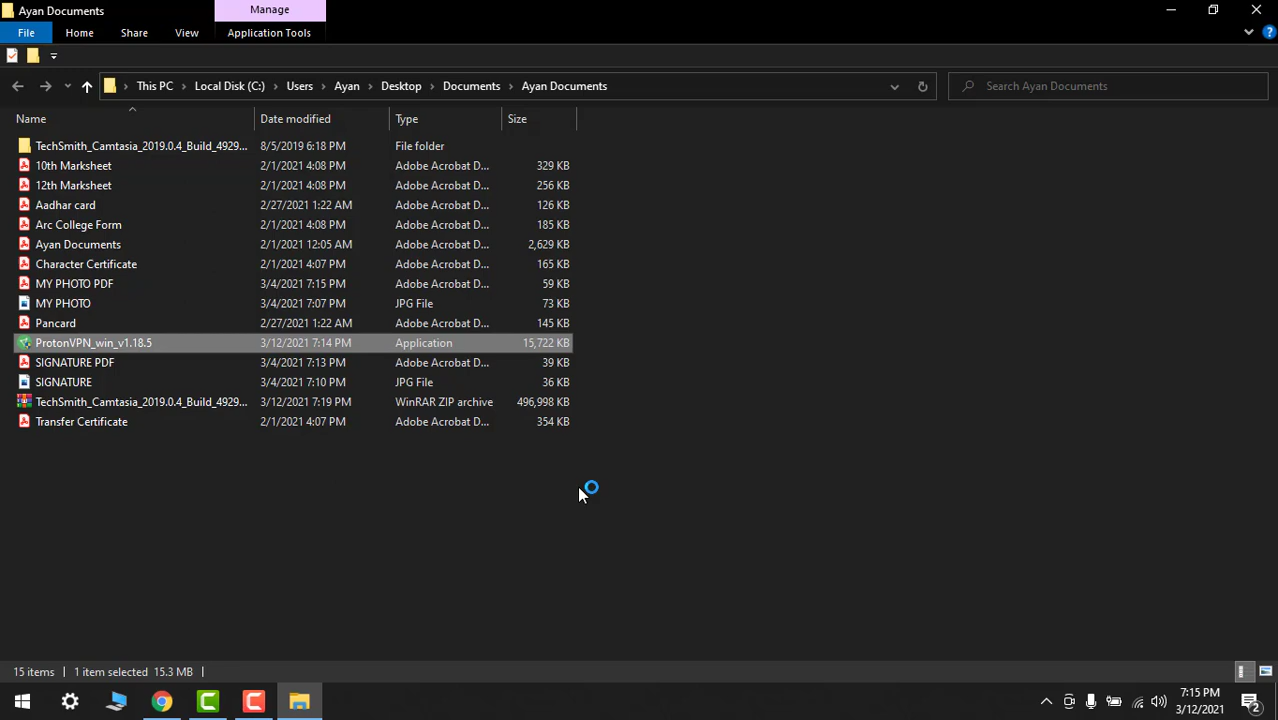 Ayan Documents
Manage
File
Home
Share
View
Application Tools
This PC
Local Disk (C:)
Users
Ayan
Desktop
Documents
Ayan Documents
Search Ayan Documents
Name
Date modified
Type
Size
TechSmith_Camtasia_2019.0.4_Build_4929... 8/5/2019 6:18 PM File folder
10th Marksheet 2/1/2021 4:08 PM Adobe Acrobat D... 329 KB
12th Marksheet 2/1/2021 4:08 PM Adobe Acrobat D... 256 KB
Aadhar card 2/27/2021 1:22 AM Adobe Acrobat D... 126 KB
Arc College Form 2/1/2021 4:08 PM Adobe Acrobat D... 185 KB
Ayan Documents 2/1/2021 12:05 AM Adobe Acrobat D... 2,629 KB
Character Certificate 2/1/2021 4:07 PM Adobe Acrobat D... 165 KB
MY PHOTO PDF 3/4/2021 7:15 PM Adobe Acrobat D... 59 KB
MY PHOTO 3/4/2021 7:07 PM JPG File 73 KB
Pancard 2/27/2021 1:22 AM Adobe Acrobat D... 145 KB
ProtonVPN_win_v1.18.5 3/12/2021 7:14 PM Application 15,722 KB
SIGNATURE PDF 3/4/2021 7:13 PM Adobe Acrobat D... 39 KB
SIGNATURE 3/4/2021 7:10 PM JPG File 36 KB
TechSmith_Camtasia_2019.0.4_Build_4929... 3/12/2021 7:19 PM WinRAR ZIP archive 496,998 KB
Transfer Certificate 2/1/2021 4:07 PM Adobe Acrobat D... 354 KB
15 items
1 item selected 15.3 MB
7:15 PM
3/12/2021
2